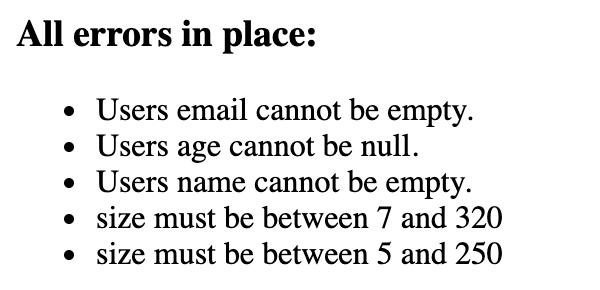 All errors in place:
Users email cannot be empty.
Users age cannot be null.
Users name cannot be empty.
size must be between 7 and 320
size must be between 5 and 250